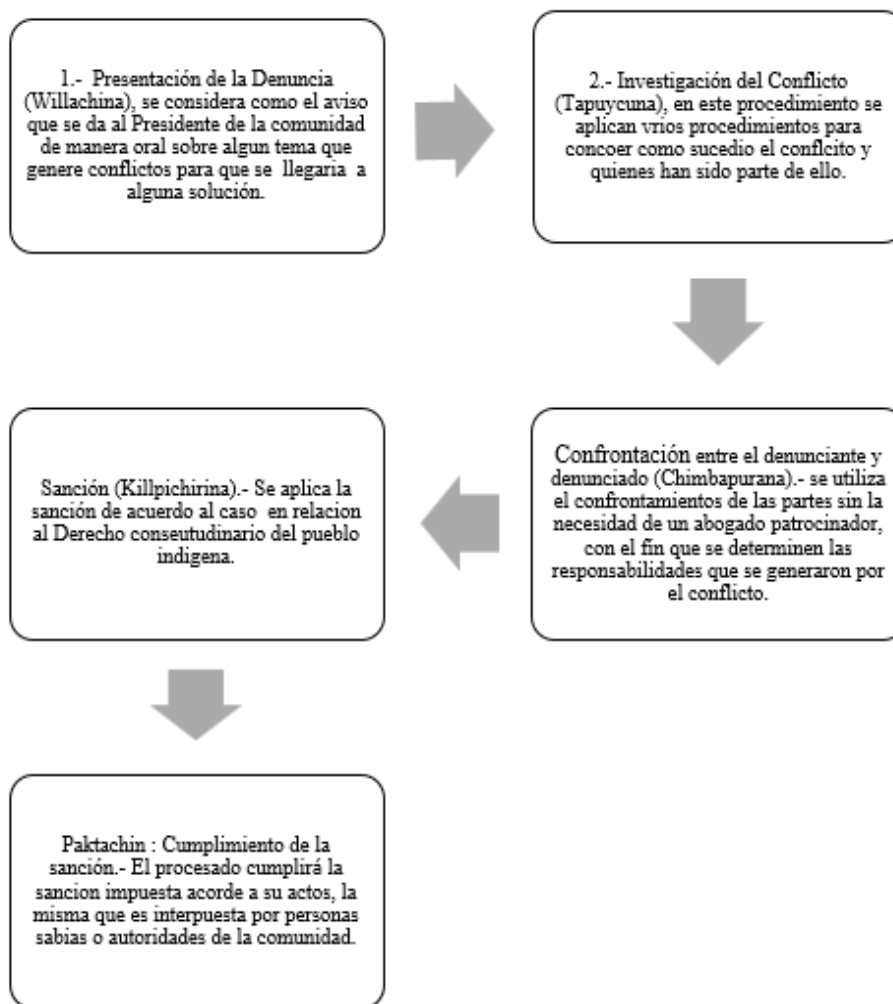 1.- Presentación de la Denuncia
(Willachina), se considera como el aviso
que se da al Presidente de la comunidad
de manera oral sobre algun tema que
genere conflictos para que se llegaria a
alguna solución.
2.- Investigación del Conflicto
(Tapuycuna), en este procedimiento se
aplican vrios procedimientos para
concoer como sucedio el conflcito y
quienes han sido parte de ello.
Confrontación entre el denunciante y
denunciado (Chimbapurana).- se utiliza
el confrontamientos de las partes sin la
necesidad de un abogado patrocinador,
con el fin que se determinen las
responsabilidades que se generaron por
el conflicto.
Sanción (Killpichirina).- Se aplica la
sanción de acuerdo al caso en relacion
al Derecho conseutudinario del pueblo
indigena.
Paktachin : Cumplimiento de la
sanción.- El procesado cumplirá la
sancion impuesta acorde a su actos, la
misma que es interpuesta por personas
sabias o autoridades de la comunidad.